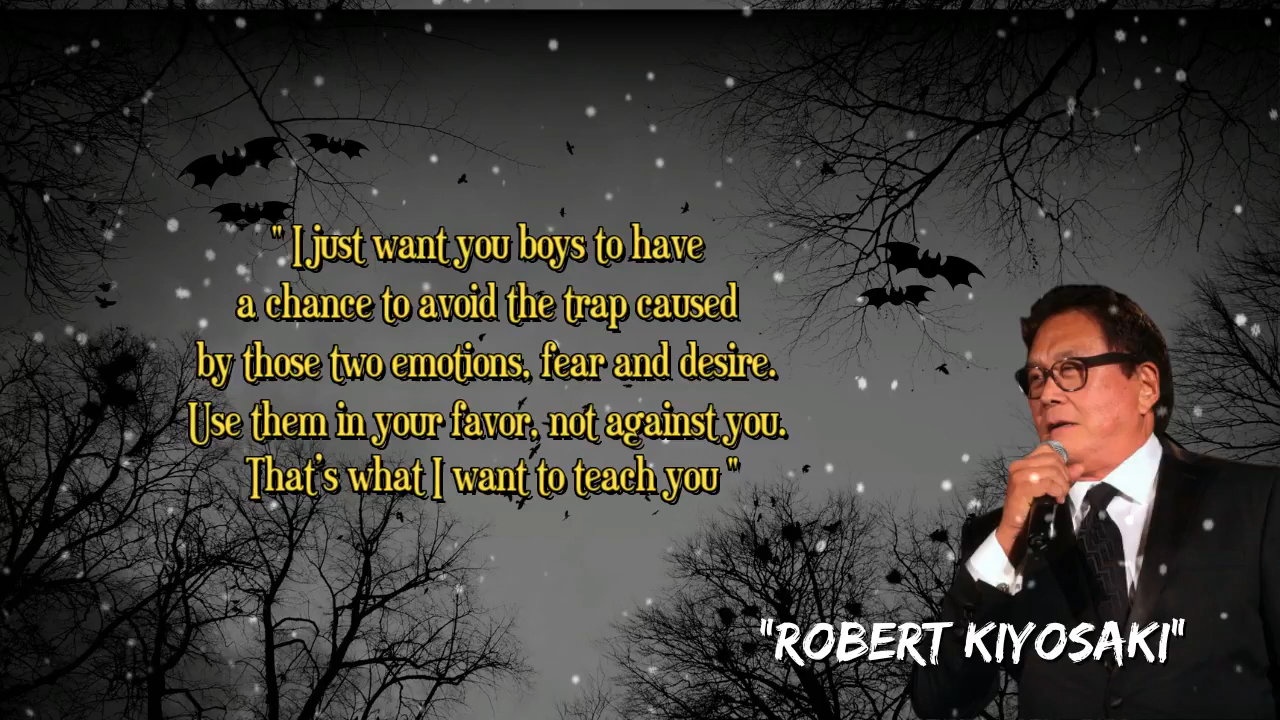 " I just want you boys to have
a chance to avoid the trap caused
by those two emotions, fear and desire.
Use them in your favor, not against you.
That's what I want to teach you "
"ROBERT KIYOSAKI"